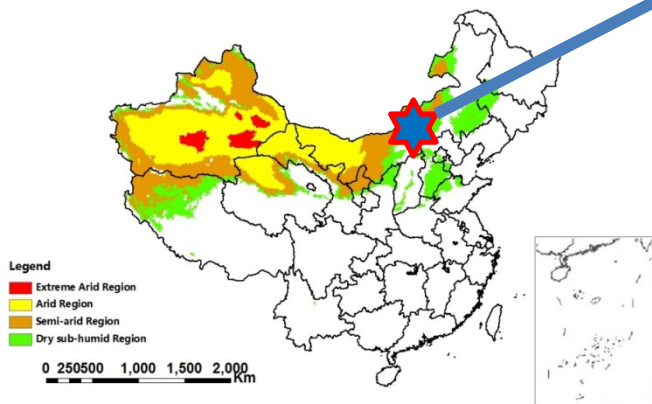 Legend
Extreme Arid Region
Arid Region
Semi-arid Region
Dry sub-humid Region
0 250500 1,000 1,500 2,000
Km